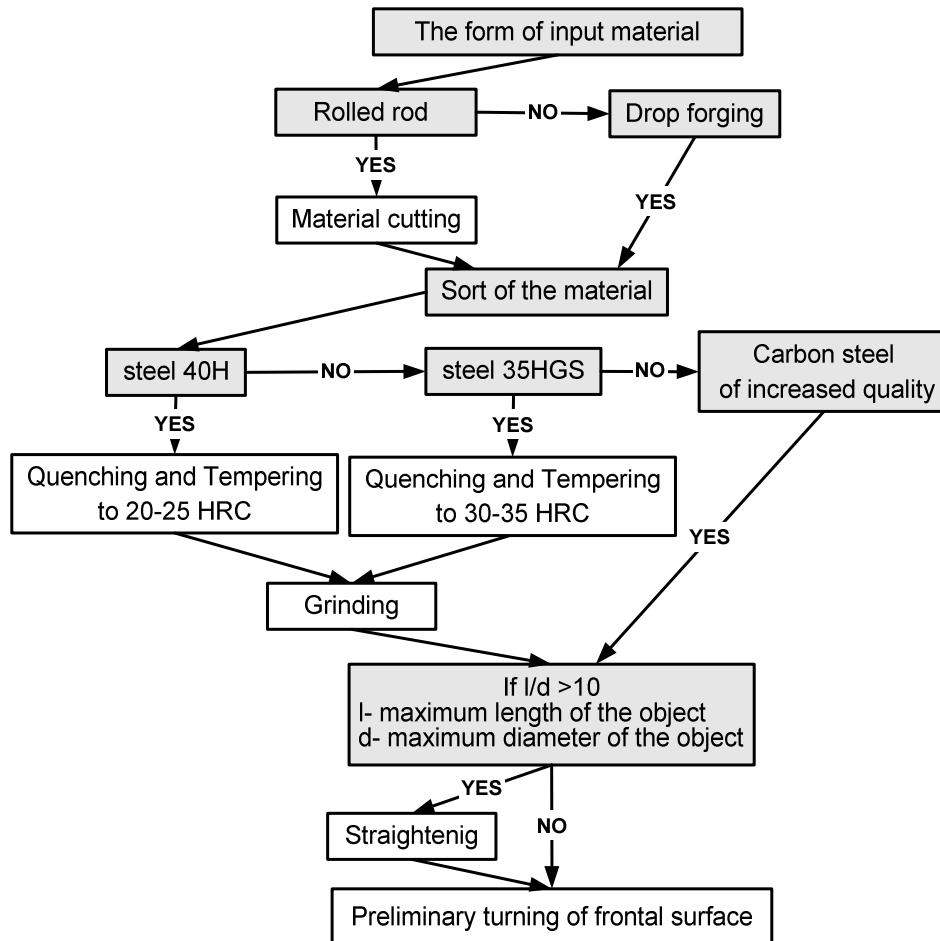 The form of input material
Rolled rod
NO
Drop forging
YES
YES
Material cutting
Sort of the material
steel 40H
NO
steel 35HGS
NO
Carbon steel
of increased quality
YES
YES
Quenching and Tempering
to 20-25 HRC
Quenching and Tempering
to 30-35 HRC
YES
Grinding
If l/d >10
l- maximum length of the object
d- maximum diameter of the object
YES
NO
Straightenig
Preliminary turning of frontal surface